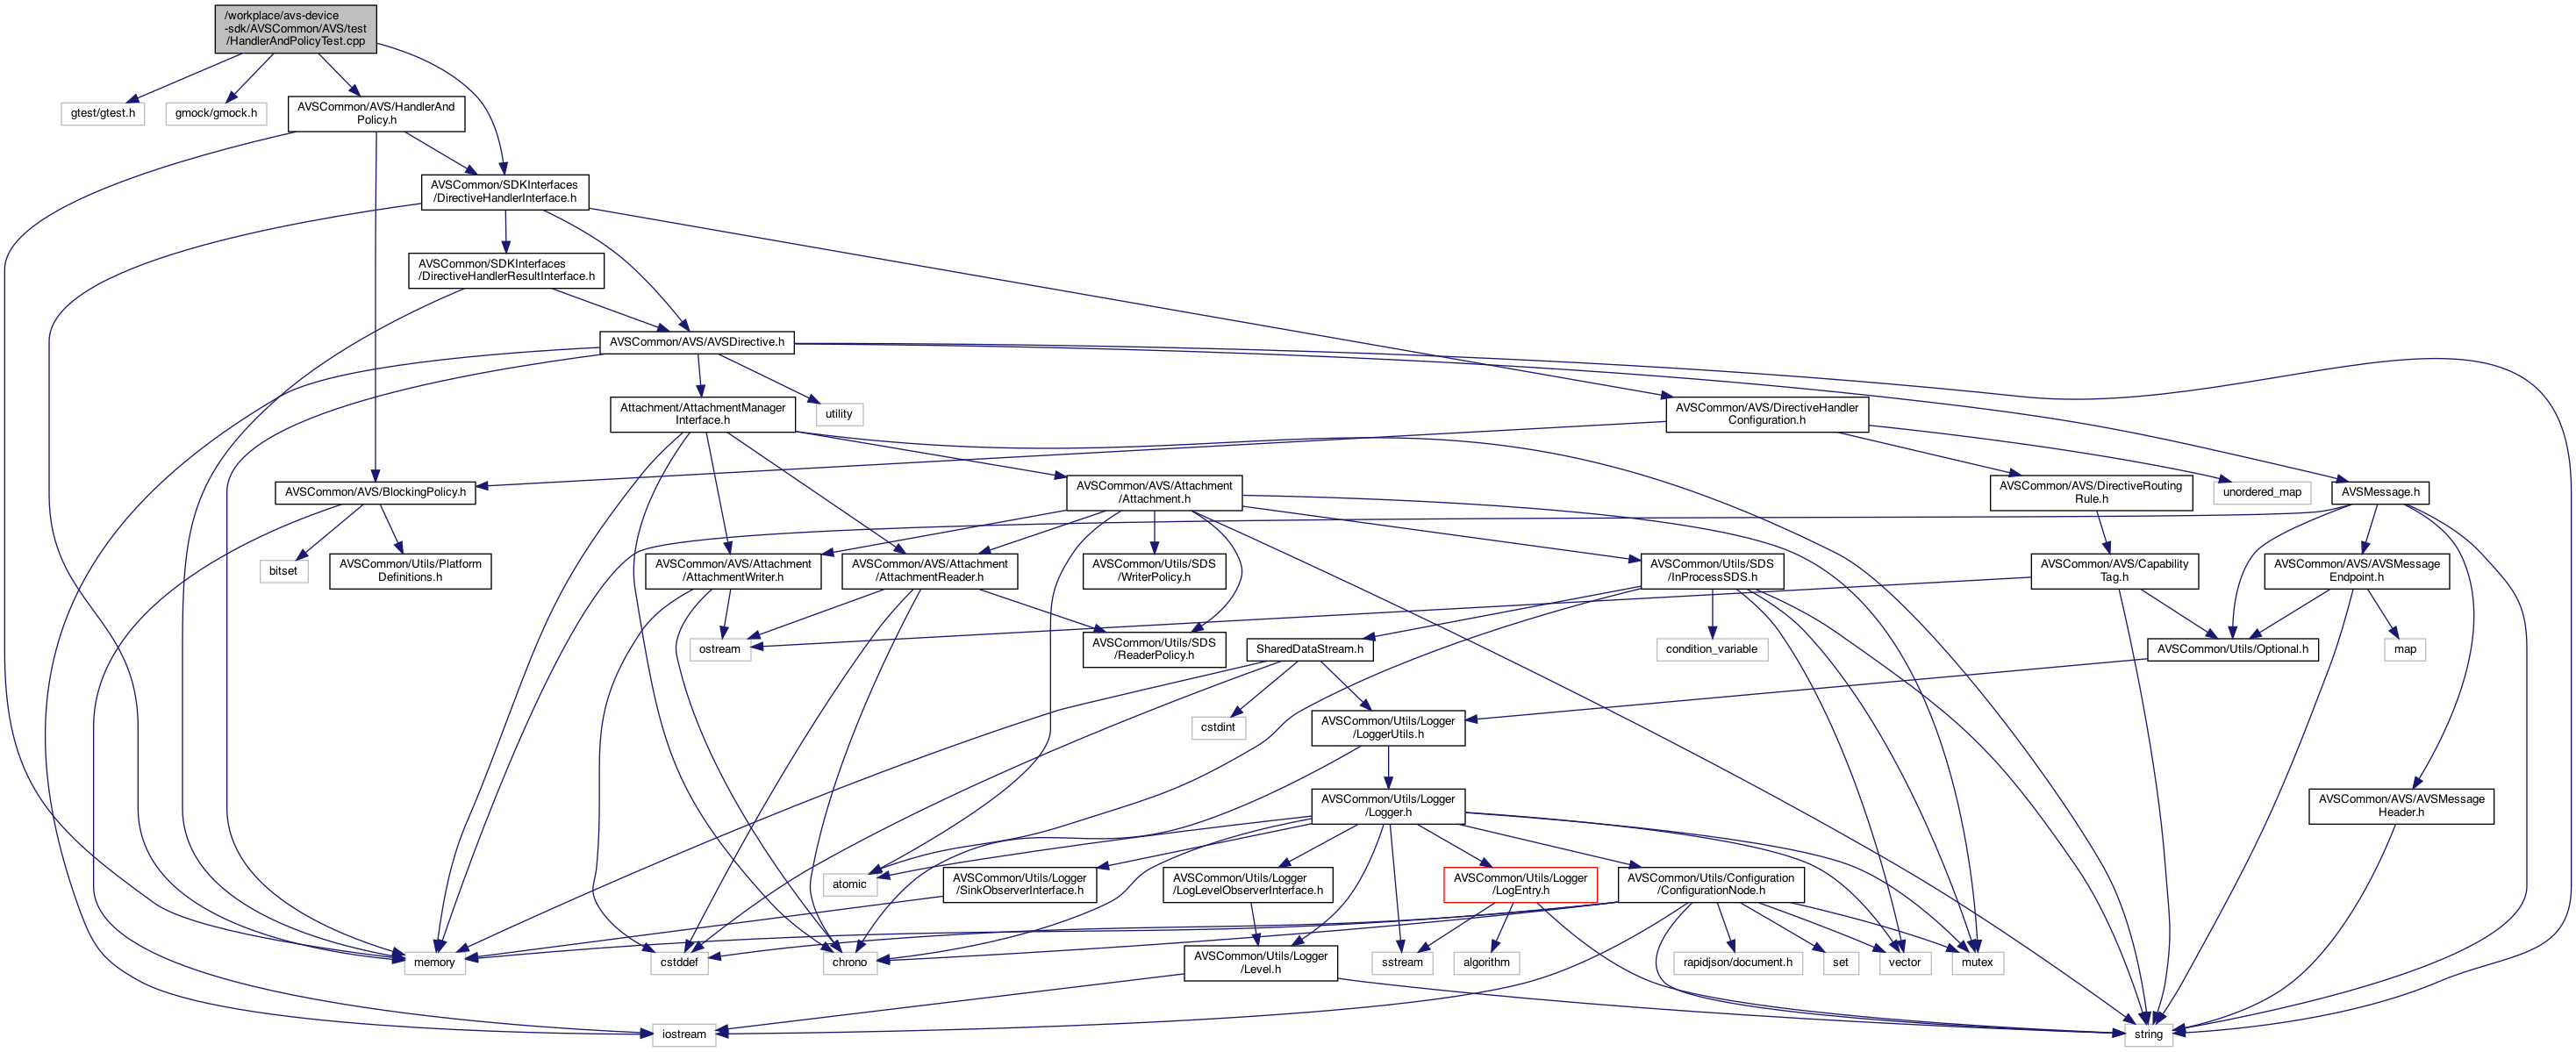 /workplace/avs-device
-sdk/AVSCommon/AVS/test
/HandlerAndPolicyTest.cpp
gtest/gtest.h
gmock/gmock.h
AVSCommon/AVS/HandlerAnd
Policy.h
AVSCommon/SDKInterfaces
/DirectiveHandlerInterface.h
AVSCommon/SDKInterfaces
/DirectiveHandlerResultInterface.h
AVSCommon/AVS/AVSDirective.h
Attachment/AttachmentManager
Interface.h
utility
AVSCommon/AVS/DirectiveHandler
Configuration.h
AVSCommon/AVS/BlockingPolicy.h
AVSCommon/AVS/Attachment
/Attachment.h
AVSCommon/AVS/DirectiveRouting
Rule.h
unordered_map
AVSMessage.h
bitset
AVSCommon/Utils/Platform
Definitions.h
AVSCommon/AVS/Attachment
/AttachmentWriter.h
AVSCommon/AVS/Attachment
/AttachmentReader.h
AVSCommon/Utils/SDS
/WriterPolicy.h
AVSCommon/Utils/SDS
/InProcessSDS.h
AVSCommon/AVS/Capability
Tag.h
AVSCommon/AVS/AVSMessage
Endpoint.h
ostream
AVSCommon/Utils/SDS
/ReaderPolicy.h
SharedDataStream.h
condition_variable
AVSCommon/Utils/Optional.h
map
cstdint
AVSCommon/Utils/Logger
/LoggerUtils.h
AVSCommon/Utils/Logger
/Logger.h
AVSCommon/AVS/AVSMessage
Header.h
atomic
AVSCommon/Utils/Logger
/SinkObserverInterface.h
AVSCommon/Utils/Logger
/LogLevelObserverInterface.h
AVSCommon/Utils/Logger
/LogEntry.h
AVSCommon/Utils/Configuration
/ConfigurationNode.h
memory
cstddef
chrono
AVSCommon/Utils/Logger
/Level.h
sstream
algorithm
rapidjson/document.h
set
vector
mutex
iostream
string